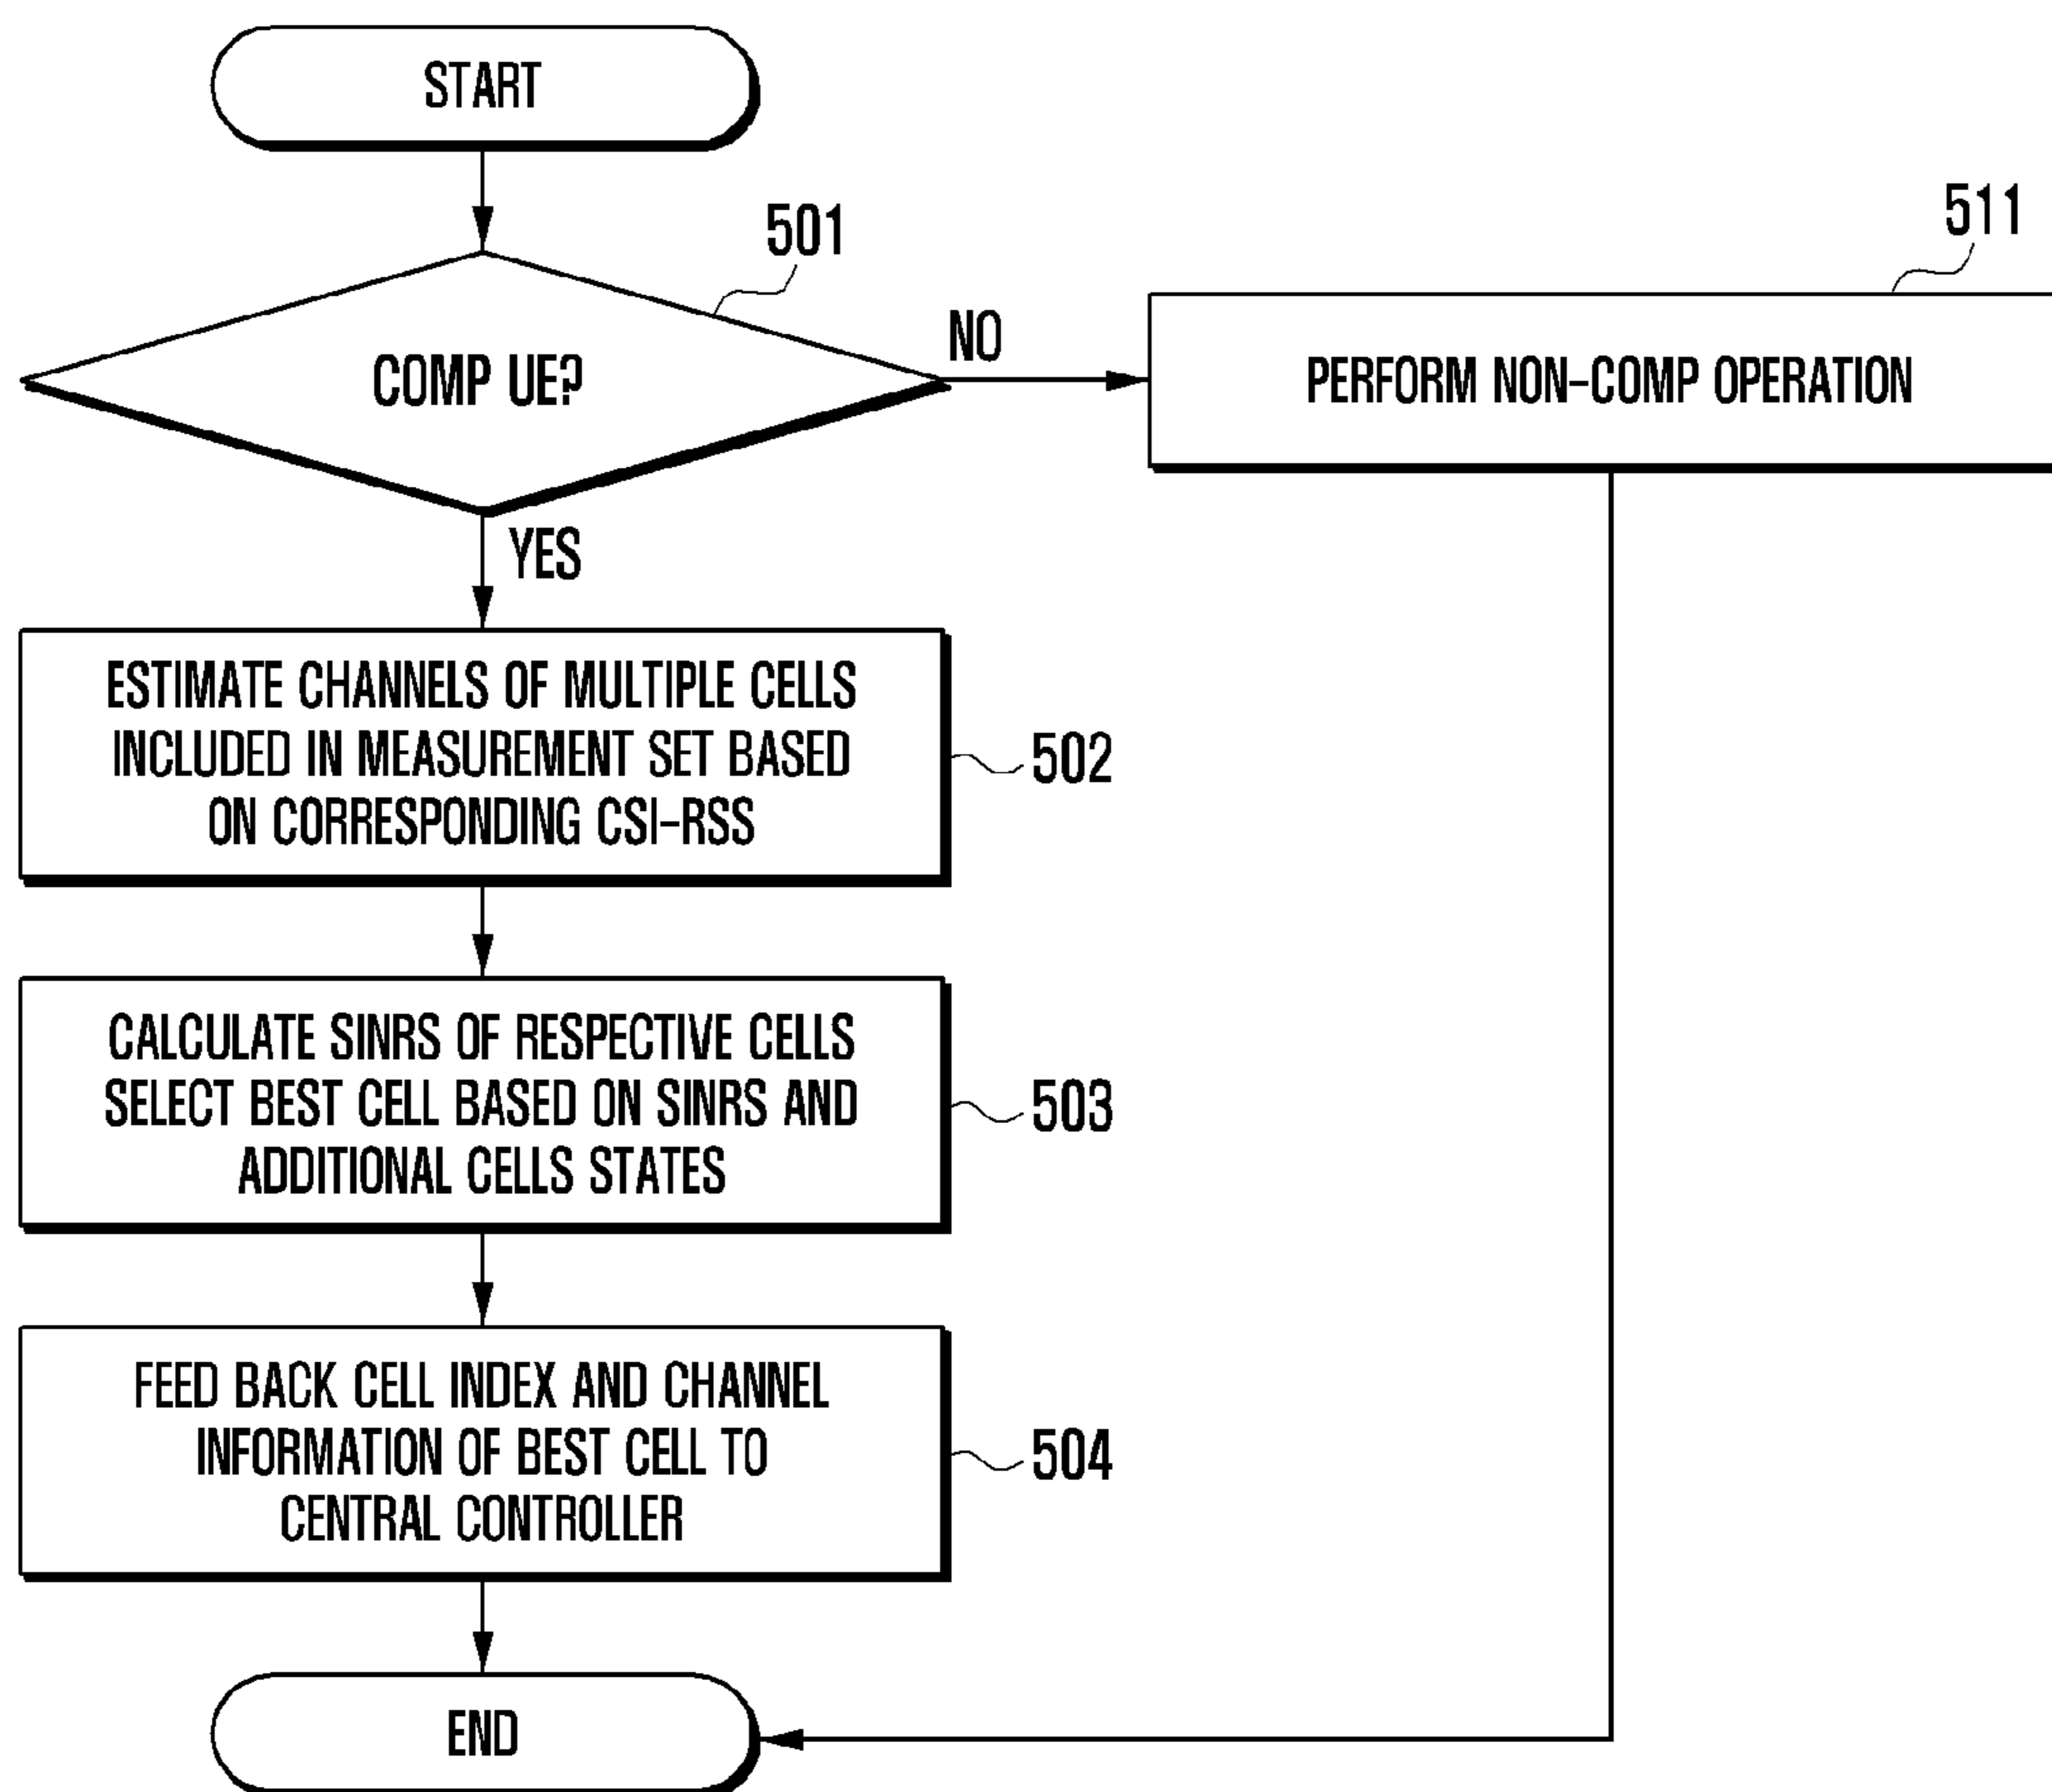 START
501
511
COMP UE?
NO
PERFORM NON-COMP OPERATION
YES
ESTIMATE CHANNELS OF MULTIPLE CELLS
INCLUDED IN MEASUREMENT SET BASED
ON CORRESPONDING CSI-RSS
502
CALCULATE SINRS OF RESPECTIVE CELLS
SELECT BEST CELL BASED ON SINRS AND
ADDITIONAL CELLS STATES
503
FEED BACK CELL INDEX AND CHANNEL
INFORMATION OF BEST CELL TO
CENTRAL CONTROLLER
504
END